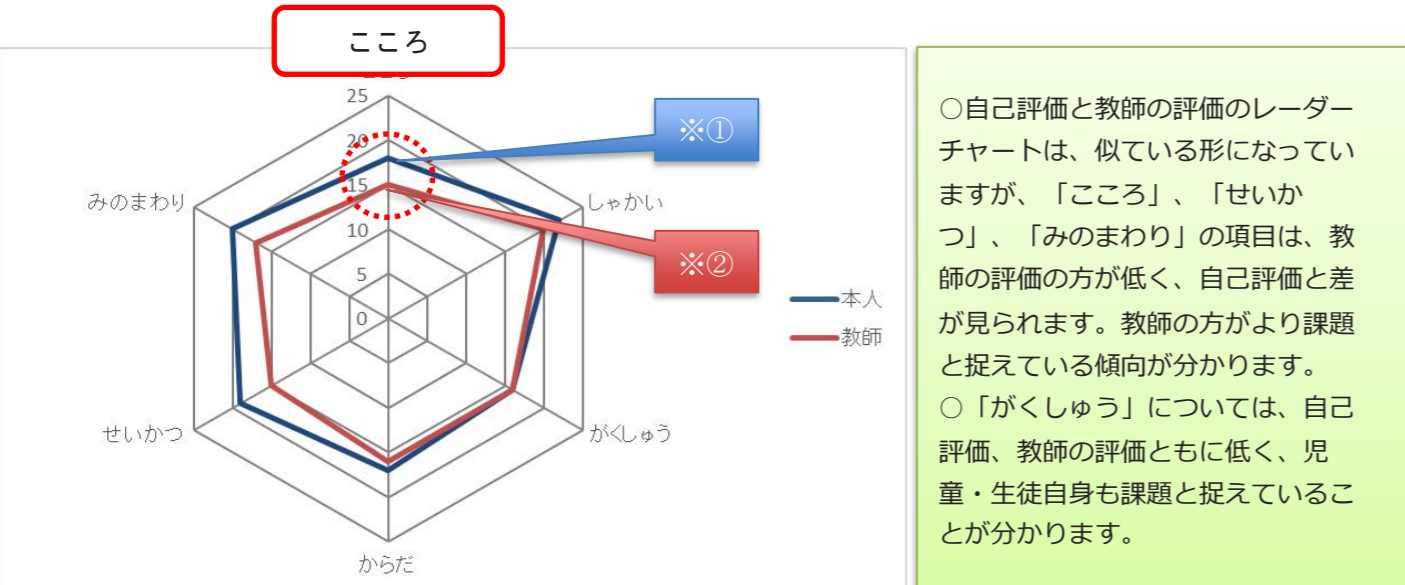 こころ
25
20
15
10
5
0
※①
※②
みのまわり
しゃかい
せいかつ
がくしゅう
からだ
本人
教師
○自己評価と教師の評価のレーダー
チャートは、似ている形になってい
ますが、「こころ」、「せいか
つ」、「みのまわり」の項目は、教
師の評価の方が低く、自己評価と差
が見られます。教師の方がより課題
と捉えている傾向が分かります。
○「がくしゅう」については、自己
評価、教師の評価ともに低く、児
童・生徒自身も課題と捉えているこ
とが分かります。